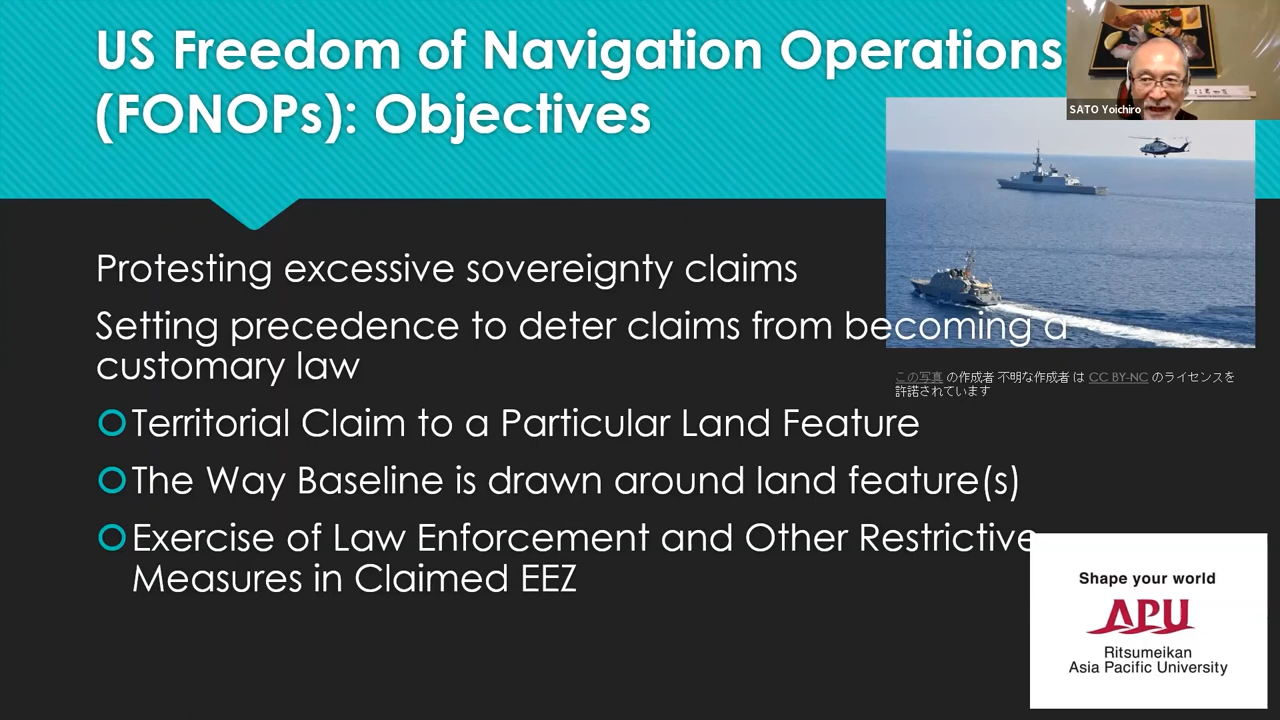 US Freedom of Navigation Operations
(FONOPs): Objectives
SATO Yoichiro
Protesting excessive sovereignty claims
Setting precedence to deter claims from becoming a
customary law
この写真 の作成者 不明な作成者 は CC BY-NC のライセンスを
許諾されています
Territorial Claim to a Particular Land Feature
The Way Baseline is drawn around land feature(s)
Exercise of Law Enforcement and Other Restrictive
Measures in Claimed EEZ
Shape your world
APU
Ritsumeikan
Asia Pacific University